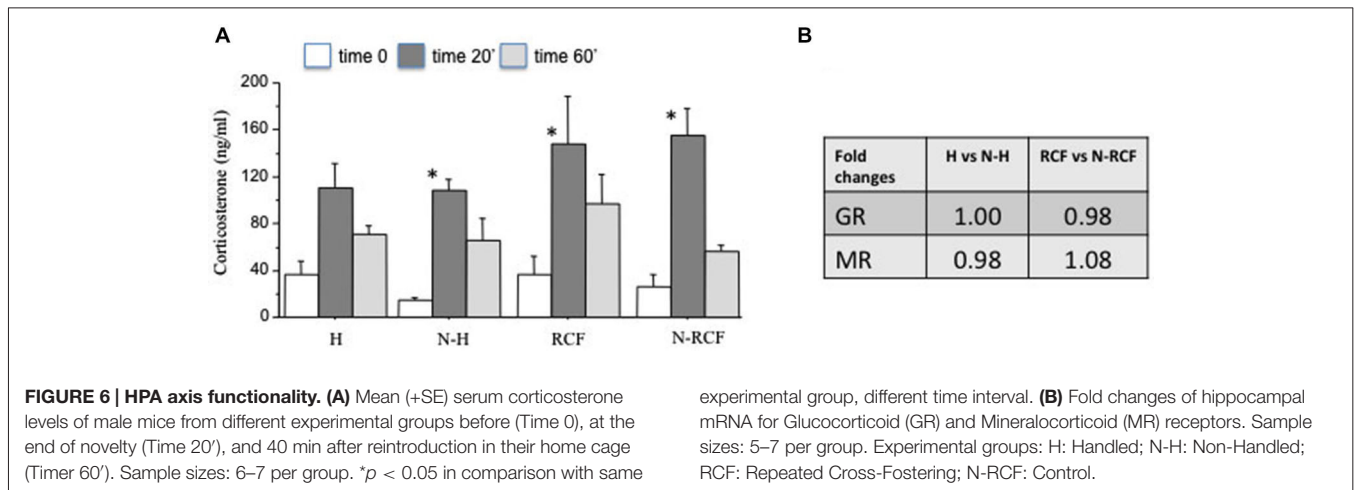 A
time 0 time 20' time 60'
Corticosterone (ng/ml)
200
160
120
80
40
0
H N-H RCF N-RCF
* * *
B
Fold changes H vs N-H RCF vs N-RCF
GR 1.00 0.98
MR 0.98 1.08
FIGURE 6 | HPA axis functionality. (A) Mean (+SE) serum corticosterone
levels of male mice from different experimental groups before (Time 0), at the
end of novelty (Time 20′), and 40 min after reintroduction in their home cage
(Timer 60′). Sample sizes: 6–7 per group. *p < 0.05 in comparison with same
experimental group, different time interval. (B) Fold changes of hippocampal
mRNA for Glucocorticoid (GR) and Mineralocorticoid (MR) receptors. Sample
sizes: 5–7 per group. Experimental groups: H: Handled; N-H: Non-Handled;
RCF: Repeated Cross-Fostering; N-RCF: Control.